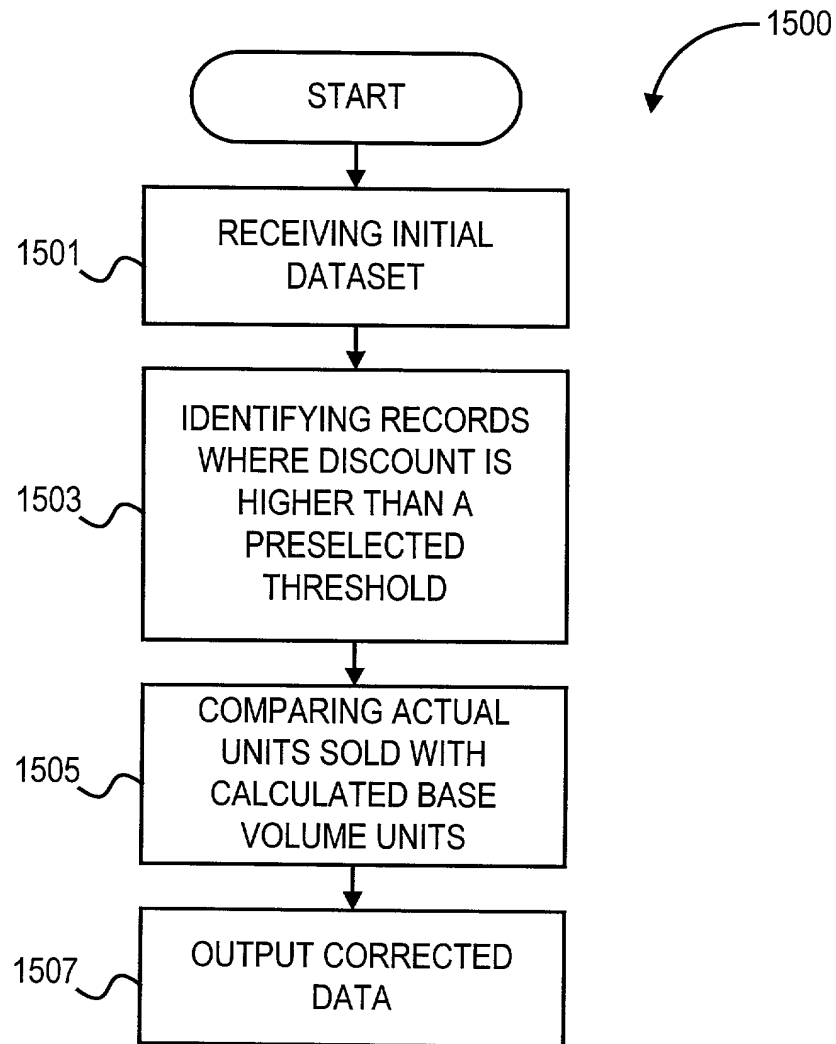 1500
START
1501
RECEIVING INITIAL
DATASET
1503
IDENTIFYING RECORDS
WHERE DISCOUNT IS
HIGHER THAN A
PRESELECTED
THRESHOLD
1505
COMPARING ACTUAL
UNITS SOLD WITH
CALCULATED BASE
VOLUME UNITS
1507
OUTPUT CORRECTED
DATA